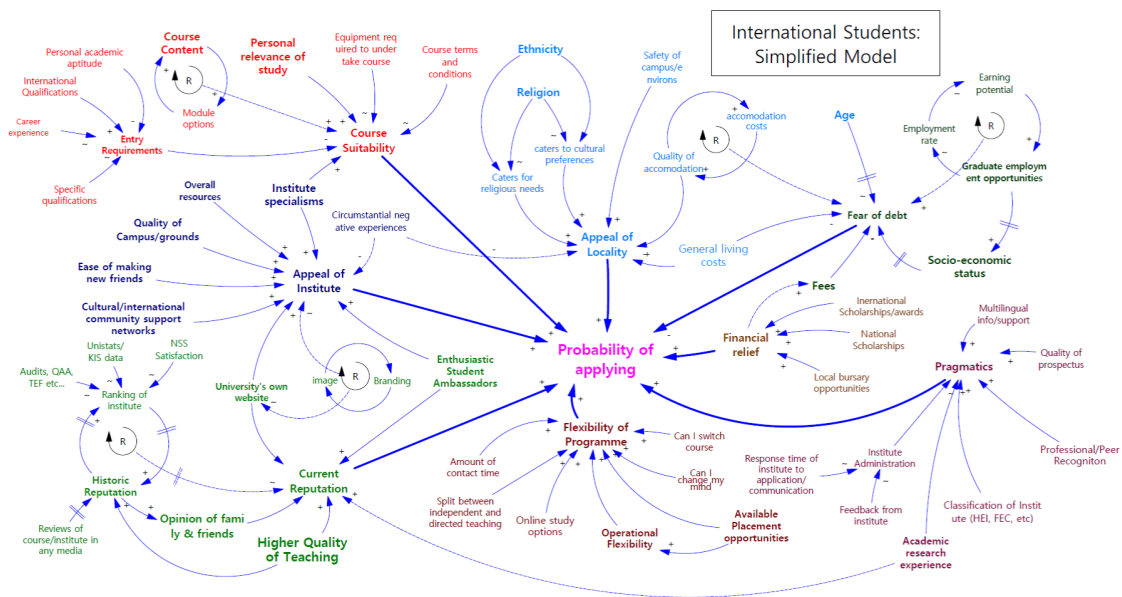 International Students:
Simplified Model
Course
Content
Personal academic
aptitude
International
Qualifications
Career
experience
Entry
Requirements
Specific
qualifications
R
Module
options
Personal
relevance of
study
Equipment req
uired to under
take course
Course terms
and
conditions
Course
Suitability
Ethnicity
Religion
caters to cultural
preferences
Caters for
religious needs
Safety of
campus/e
nvirons
accomodation
costs
R
Quality of
accomodation
Appeal of
Locality
General living
costs
Age
Earning
potential
Employment
rate
R
Graduate employm
ent opportunities
Fear of debt
Socio-economic
status
Fees
Inernational
Scholarships/awards
National
Scholarships
Financial
relief
Local bursary
opportunities
Overall
resources
Institute
specialisms
Circumstantial neg
ative experiences
Quality of
Campus/grounds
Ease of making
new friends
Appeal of
Institute
Cultural/international
community support
networks
Unistats/
KIS data
NSS
Satisfaction
Audits, QAA,
TEF etc...
Ranking of
institute
University's own
website
image
R
Branding
Enthusiastic
Student
Ambassadors
Probability of
applying
R
Historic
Reputation
Current
Reputation
Reviews of
course/institute in
any media
Opinion of fami
ly & friends
Higher Quality
of Teaching
Flexibility of
Programme
Can I switch
course
Can I
change my
mind
Amount of
contact time
Split between
independent and
directed teaching
Online study
options
Operational
Flexibility
Available
Placement
opportunities
Multilingual
info/support
Pragmatics
Quality of
prospectus
Professional/Peer
Recogniton
Institute
Administration
Response time of
institute to
application/
communication
Feedback from
institute
Classification of Instit
ute (HEI, FEC, etc)
Academic
research
experience